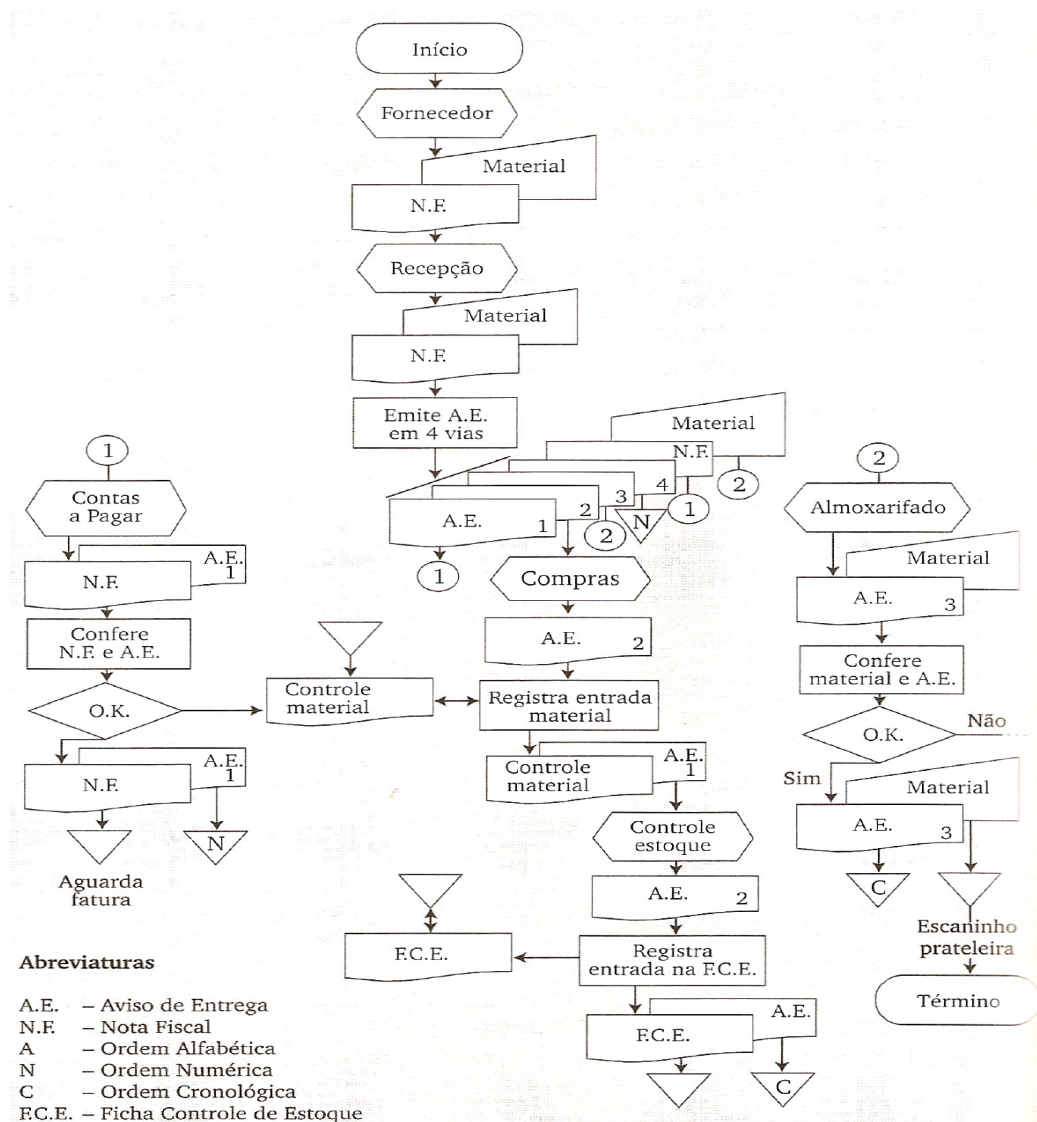 Início
Fornecedor
Material
N.F.
Recepção
Material
N.F.
Emite A.E.
em 4 vias
Material
N.F.
4
3
2
A.E.
1
1
2
N
1
2
1
Contas
a Pagar
A.E.
1
N.F.
Confere
N.F. e A.E.
O.K.
A.E.
1
N.F.
N
Aguarda
fatura
Compras
A.E.
2
Controle
material
Registra entrada
material
A.E.
1
Controle
material
Controle
estoque
A.E.
2
F.C.E.
Registra
entrada na F.C.E.
A.E.
F.C.E.
C
2
Almoxarifado
Material
A.E.
3
Confere
material e A.E.
O.K.
Não
Sim
Material
A.E.
3
C
Escaninho
prateleira
Término
Abreviaturas
A.E. – Aviso de Entrega
N.F. – Nota Fiscal
A – Ordem Alfabética
N – Ordem Numérica
C – Ordem Cronológica
F.C.E. – Ficha Controle de Estoque